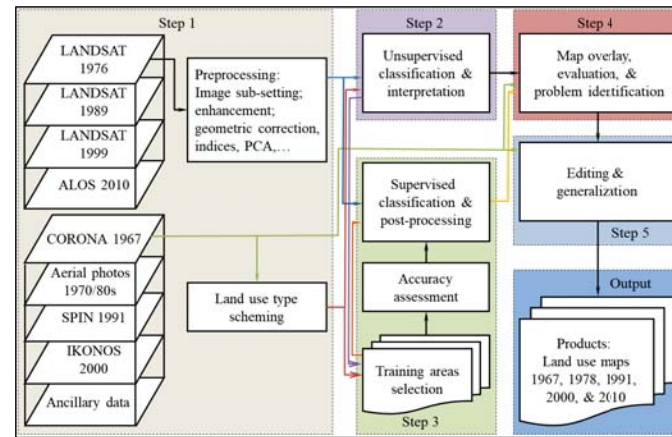 Step 1
LANDSAT
1976
LANDSAT
1989
LANDSAT
1999
ALOS 2010
Preprocessing:
Image sub-setting;
enhancement;
geometric correction,
indices, PCA,...
CORONA 1967
Aerial photos
1970/80s
SPIN 1991
IKONOS
2000
Ancillary data
Land use type
scheming
Step 2
Unsupervised
classification &
interpretation
Supervised
classification &
post-processing
Accuracy
assessment
Training areas
selection
Step 3
Step 4
Map overlay,
evaluation, &
problem identification
Editing &
generalization
Step 5
Output
Products:
Land use maps
1967, 1978, 1991,
2000, & 2010